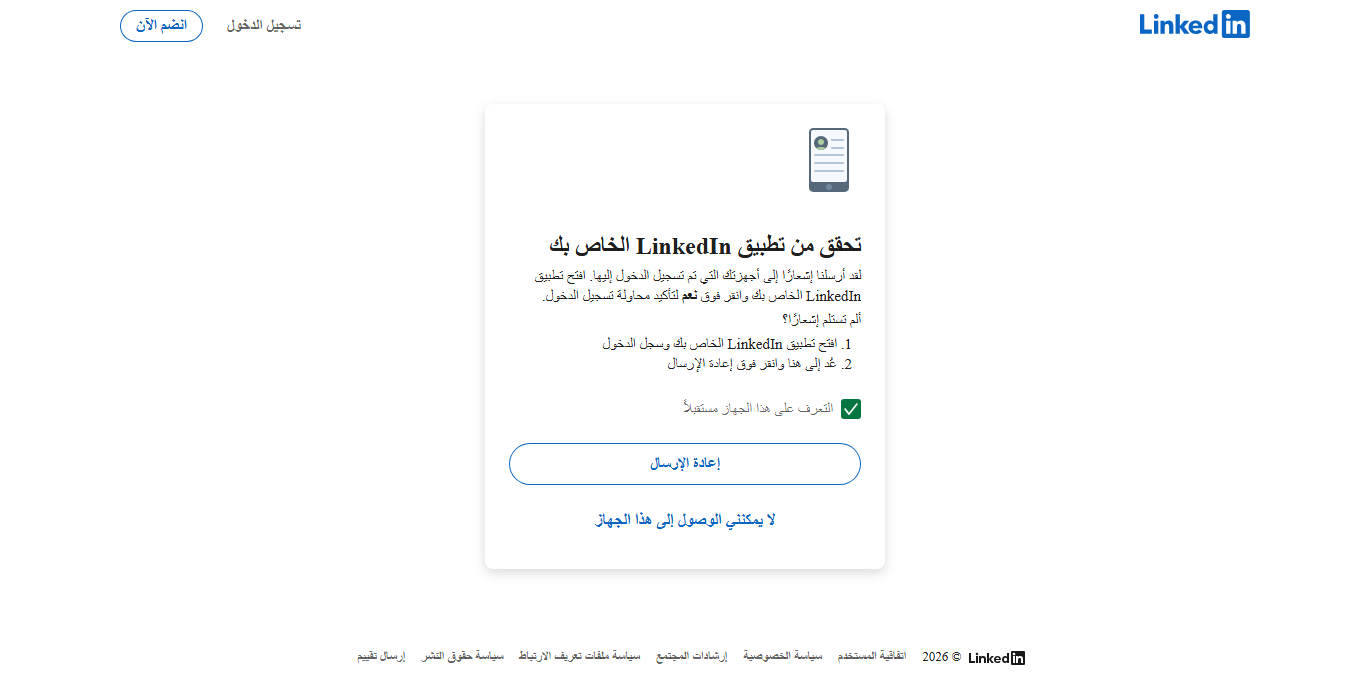 Linked in
تسجيل الدخول
انضم الآن
تحقق من تطبيق LinkedIn الخاص بك
لقد أرسلنا إشعارًا إلى أجهزتك التي تم تسجيل الدخول إليها. افتح تطبيق
LinkedIn الخاص بك وانقر فوق نعم لتأكيد محاولة تسجيل الدخول.
ألم تستلم إشعارًا؟
1. افتح تطبيق LinkedIn الخاص بك وسجل الدخول
2. عُد إلى هنا وانقر فوق إعادة الإرسال
التعرف على هذا الجهاز مستقبلاً
إعادة الإرسال
لا يمكنني الوصول إلى هذا الجهاز
Linked in © 2026 اتفاقية المستخدم سياسة الخصوصية إرشادات المجتمع سياسة ملفات تعريف الارتباط سياسة حقوق النشر إرسال تقييم